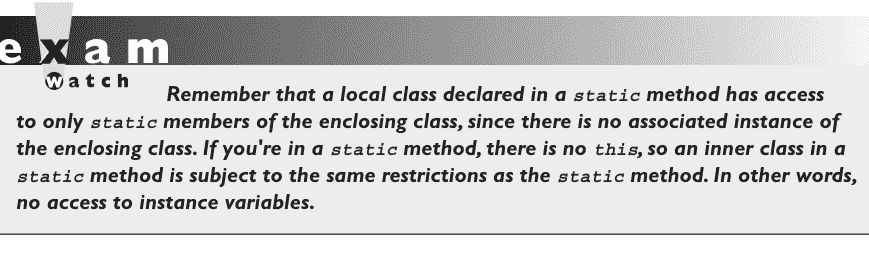 exam
watch
Remember that a local class declared in a static method has access
to only static members of the enclosing class, since there is no associated instance of
the enclosing class. If you're in a static method, there is no this, so an inner class in a
static method is subject to the same restrictions as the static method. In other words,
no access to instance variables.